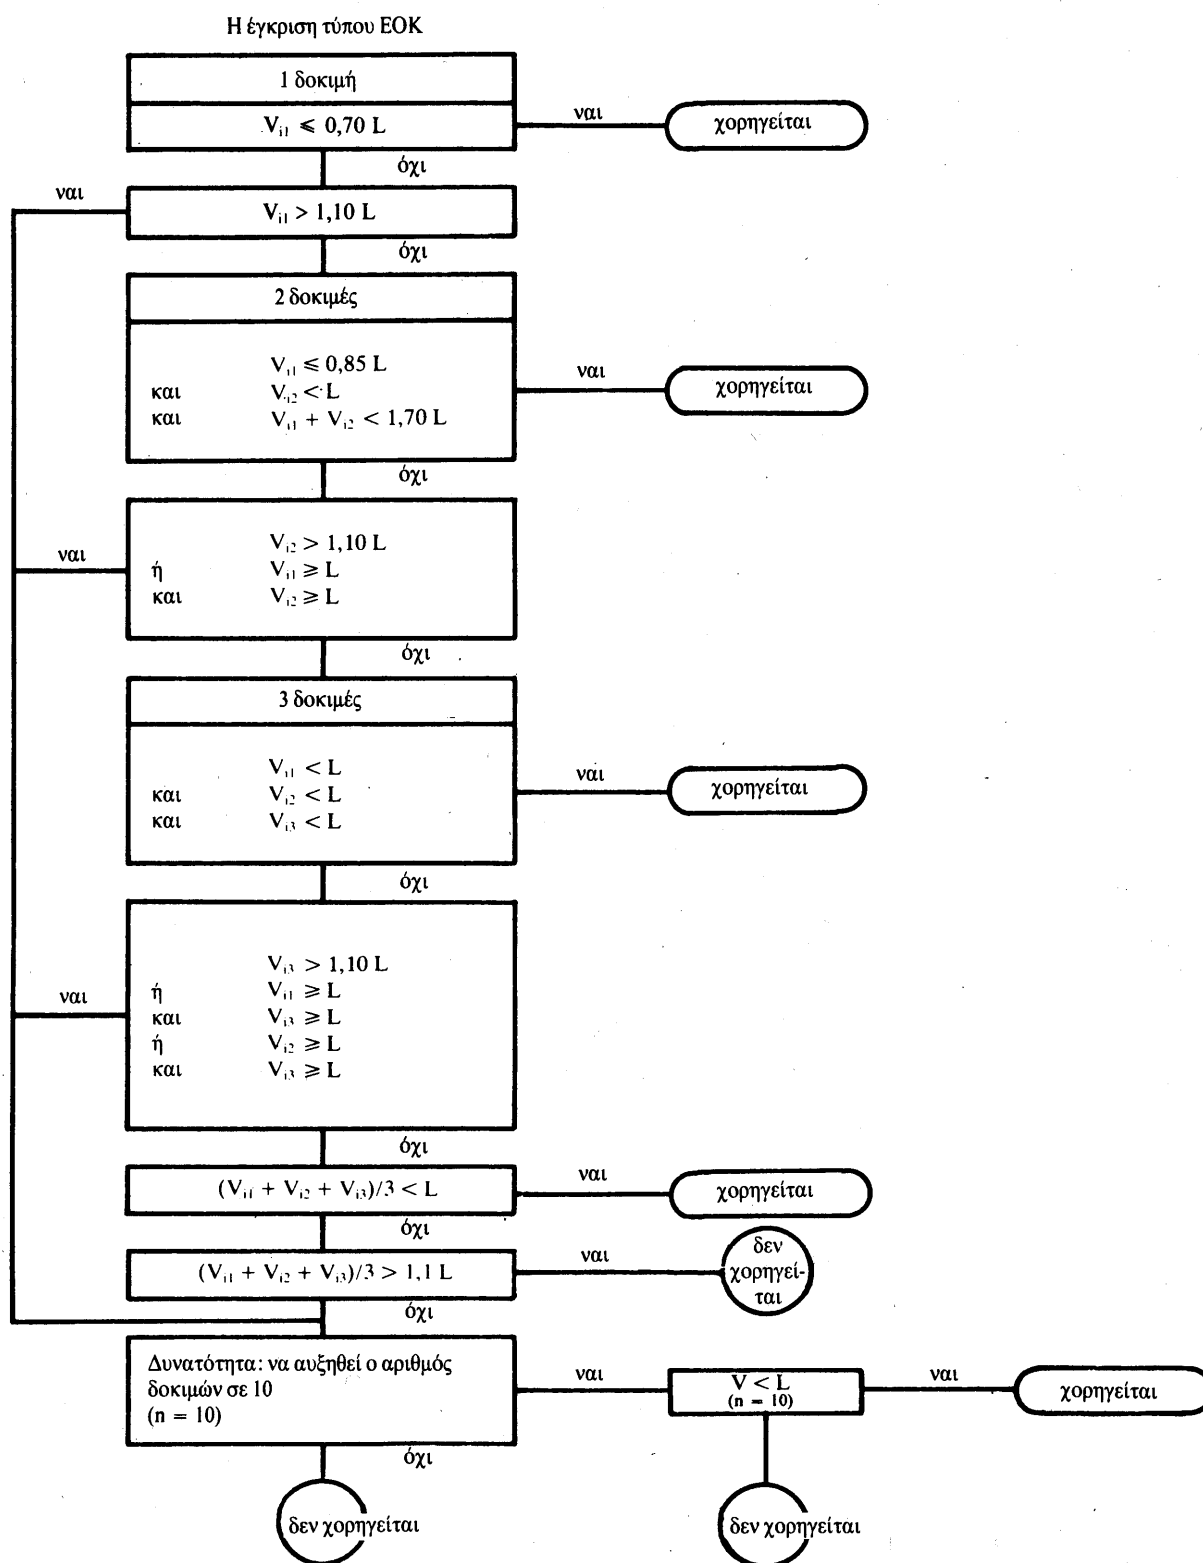 Η έγκριση τύπου ΕΟΚ
1 δοκιμή
V_i1 ≤ 0,70 L
ναι
χορηγείται
όχι
ναι
V_i1 > 1,10 L
όχι
2 δοκιμές
V_i1 ≤ 0,85 L
και V_i2 < L
και V_i1 + V_i2 < 1,70 L
ναι
χορηγείται
όχι
ναι
V_i2 > 1,10 L
ή V_i1 ≥ L
και V_i2 ≥ L
όχι
3 δοκιμές
V_i1 < L
και V_i2 < L
και V_i3 < L
ναι
χορηγείται
όχι
ναι
V_i3 > 1,10 L
ή V_i1 ≥ L
και V_i3 ≥ L
ή V_i2 ≥ L
και V_i3 ≥ L
όχι
(V_i1 + V_i2 + V_i3)/3 < L
ναι
χορηγείται
όχι
(V_i1 + V_i2 + V_i3)/3 > 1,1 L
ναι
δεν
χορηγεί-
ται
όχι
Δυνατότητα: να αυξηθεί ο αριθμός
δοκιμών σε 10
(n = 10)
ναι
V < L
(n = 10)
ναι
χορηγείται
όχι
δεν χορηγείται
δεν χορηγείται